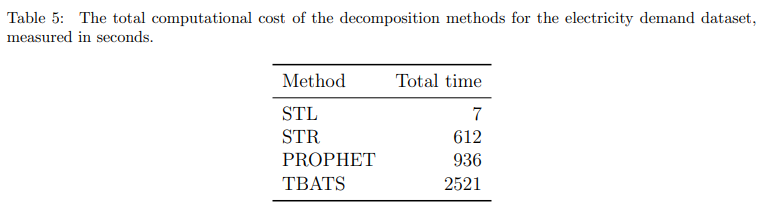 Table 5: The total computational cost of the decomposition methods for the electricity demand dataset,
measured in seconds.
Method Total time
STL 7
STR 612
PROPHET 936
TBATS 2521